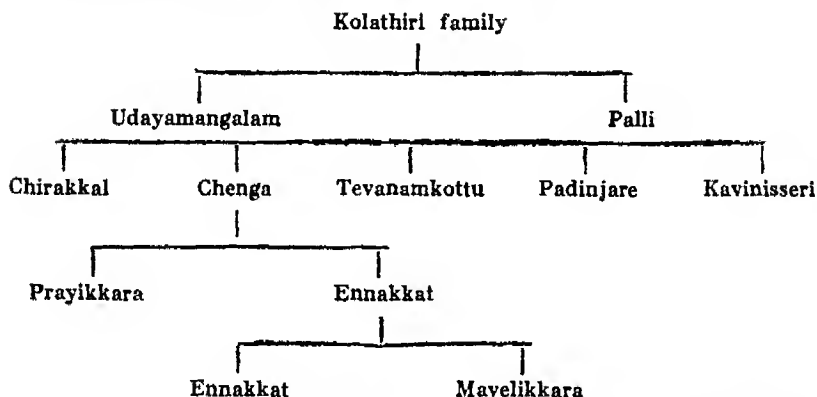 Kolathiri family
Udayamangalam Palli
Chirakkal Chenga Tevanamkottu Padinjare Kavinisseri
Prayikkara Ennakkat
Ennakkat Mavelikkara